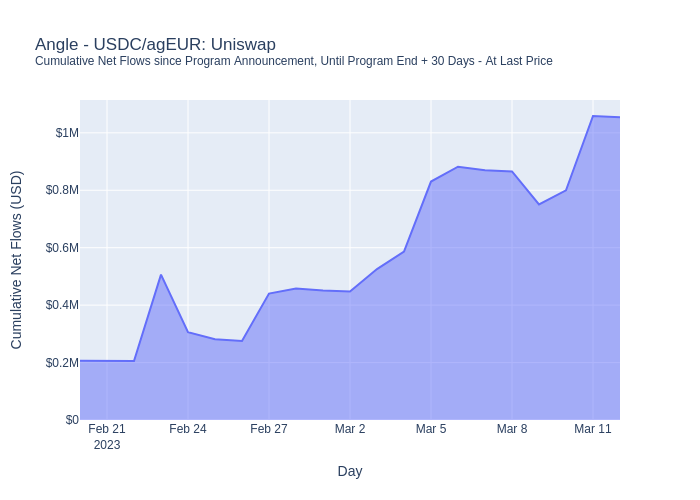 Angle - USDC/agEUR: Uniswap
Cumulative Net Flows since Program Announcement, Until Program End + 30 Days - At Last Price
Cumulative Net Flows (USD)
$1M
$0.8M
$0.6M
$0.4M
$0.2M
$0
Feb 21 Feb 24 Feb 27 Mar 2 Mar 5 Mar 8 Mar 11
2023
Day